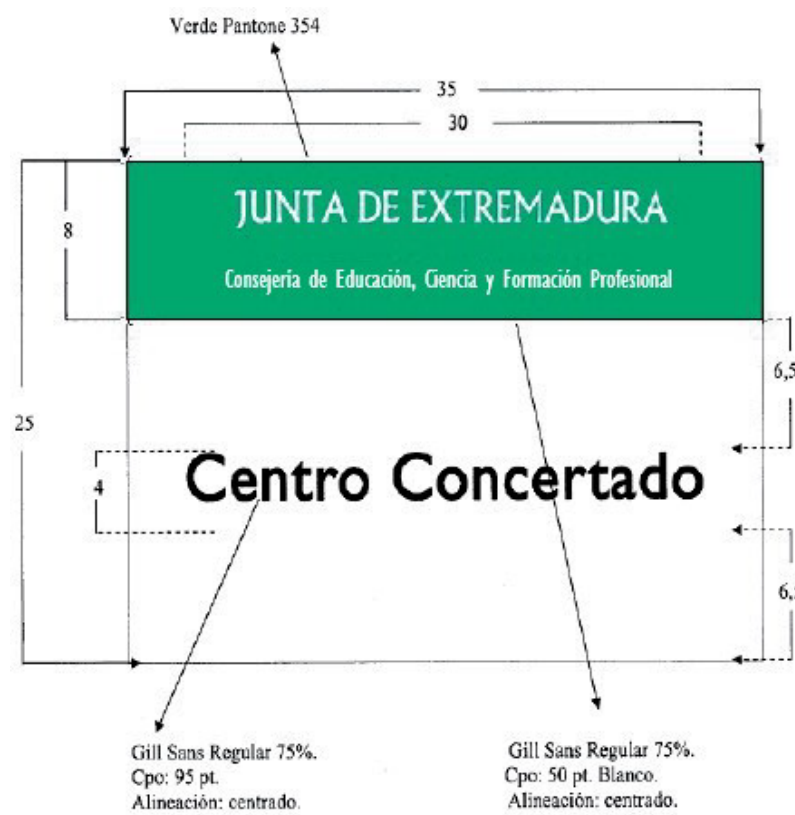 Verde Pantone 354
35
30
JUNTA DE EXTREMADURA
8
Consejería de Educación, Ciencia y Formación Profesional
6,5
25
Centro Concertado
4
6,
Gill Sans Regular 75%.
Cpo: 95 pt.
Alineación: centrado.
Gill Sans Regular 75%.
Cpo: 50 pt. Blanco.
Alineación: centrado.